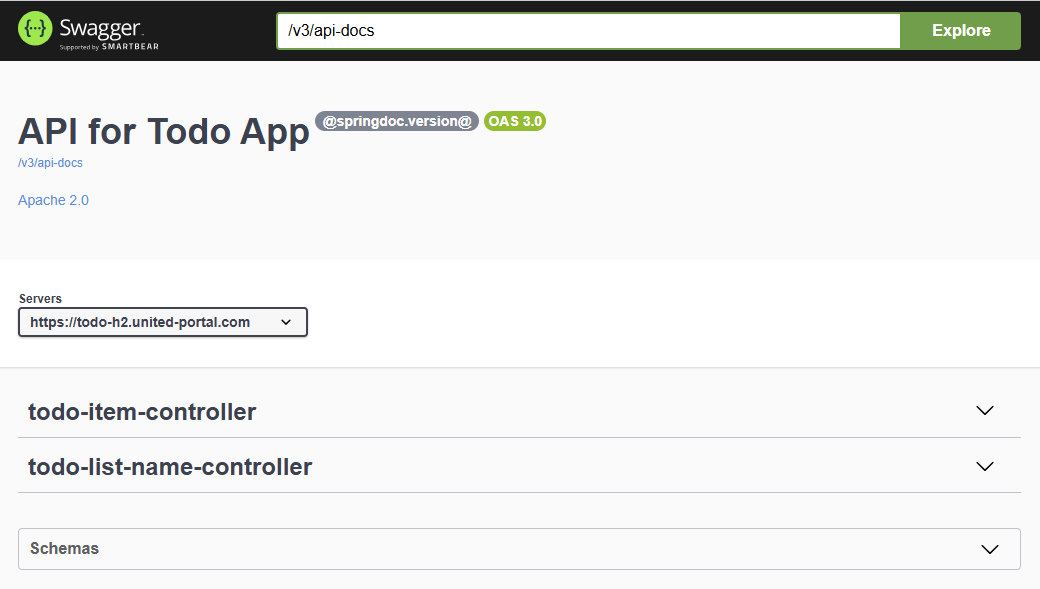 Swagger
Supported by SMARTBEAR
/v3/api-docs
Explore
API for Todo App @springdoc.version@ OAS 3.0
/v3/api-docs
Apache 2.0
Servers
https://todo-h2.united-portal.com
todo-item-controller
todo-list-name-controller
Schemas